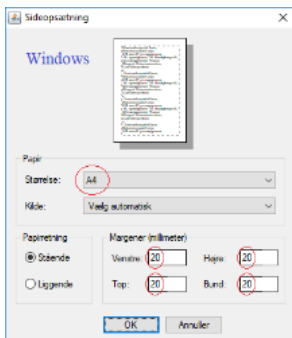 Sideopsætning
Windows
Papir
Størrelse: A4
Kilde: Vælg automatisk
Papirretning
Stående
Liggende
Margener (millimeter)
Venstre: 20 Højre: 20
Top: 20 Bund: 20
OK Annuller